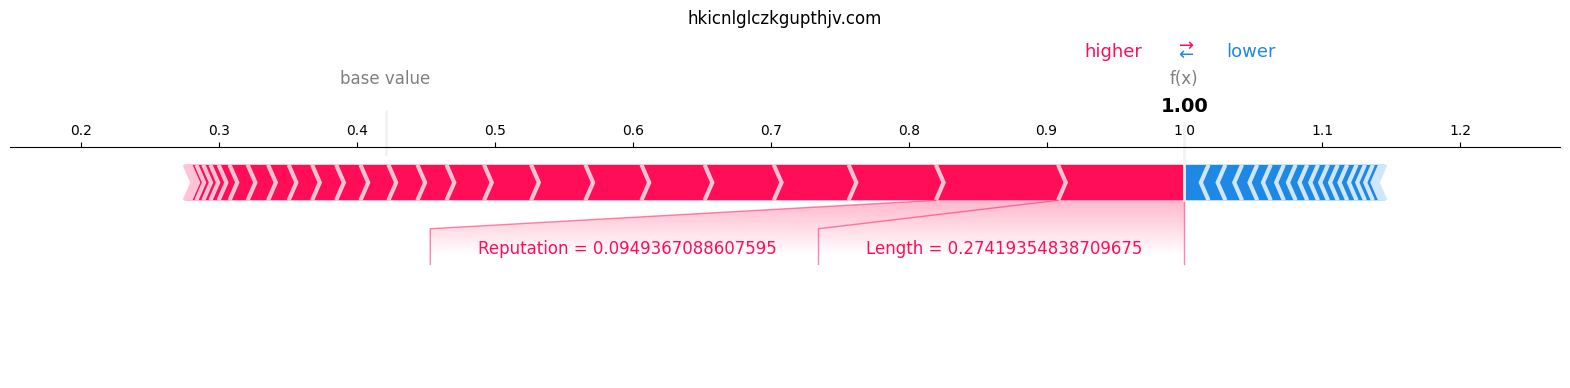 hkicnlglczkgupthjv.com
higher ⇄ lower
base value f(x)
1.00
0.2 0.3 0.4 0.5 0.6 0.7 0.8 0.9 1.0 1.1 1.2
Reputation = 0.0949367088607595 Length = 0.27419354838709675